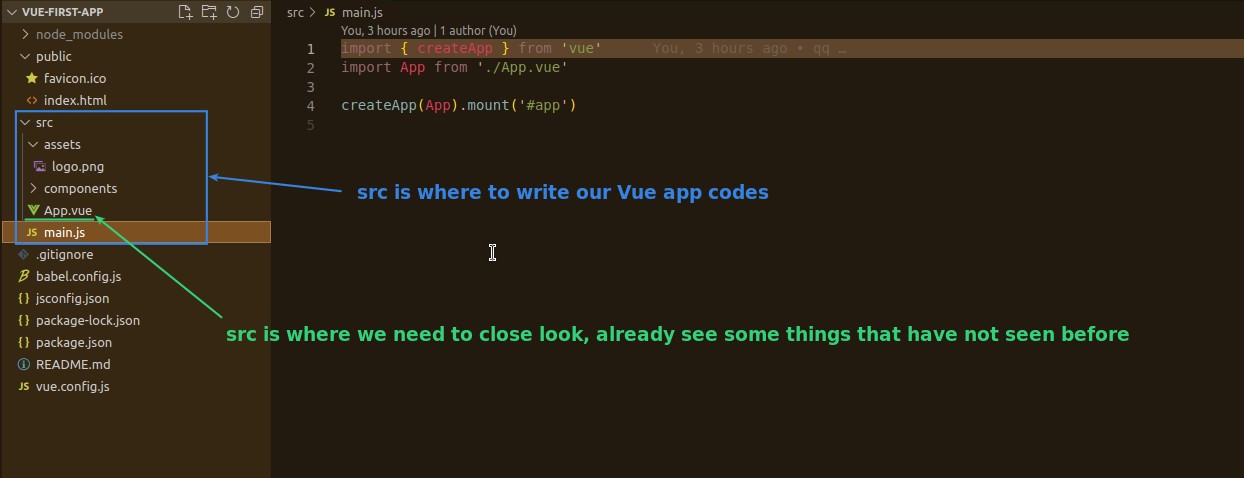 VUE-FIRST-APP
node_modules
public
favicon.ico
<> index.html
src
assets
logo.png
components
App.vue
JS main.js
.gitignore
babel.config.js
{} jsconfig.json
{} package-lock.json
{} package.json
README.md
JS vue.config.js
src > JS main.js
You, 3 hours ago | 1 author (You)
1 import { createApp } from 'vue' You, 3 hours ago • qq …
2 import App from './App.vue'
3
4 createApp(App).mount('#app')
5
src is where to write our Vue app codes
src is where we need to close look, already see some things that have not seen before